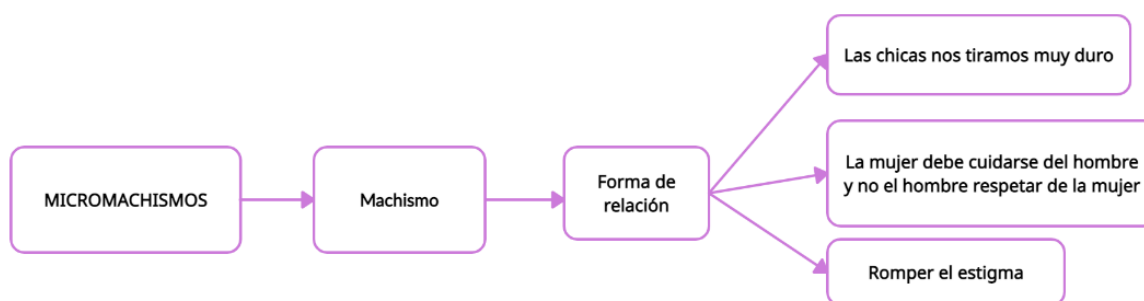 MICROMACHISMOS
Machismo
Forma de
relación
Las chicas nos tiramos muy duro
La mujer debe cuidarse del hombre
y no el hombre respetar de la mujer
Romper el estigma